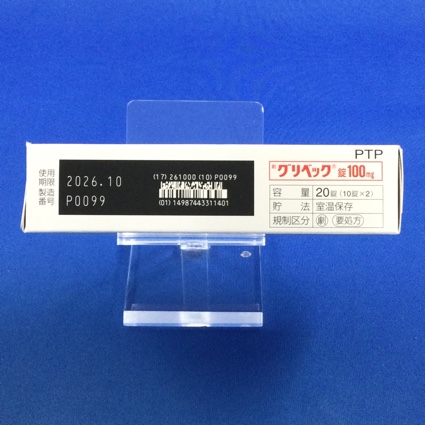 PTP
使用期限 2026.10
製造番号 P0099
(17) 261000 (10) P0099
(01) 14987443311401
グリベック® 錠100mg
容量 20錠 (10錠×2)
貯法 室温保存
規制区分 劇 要処方